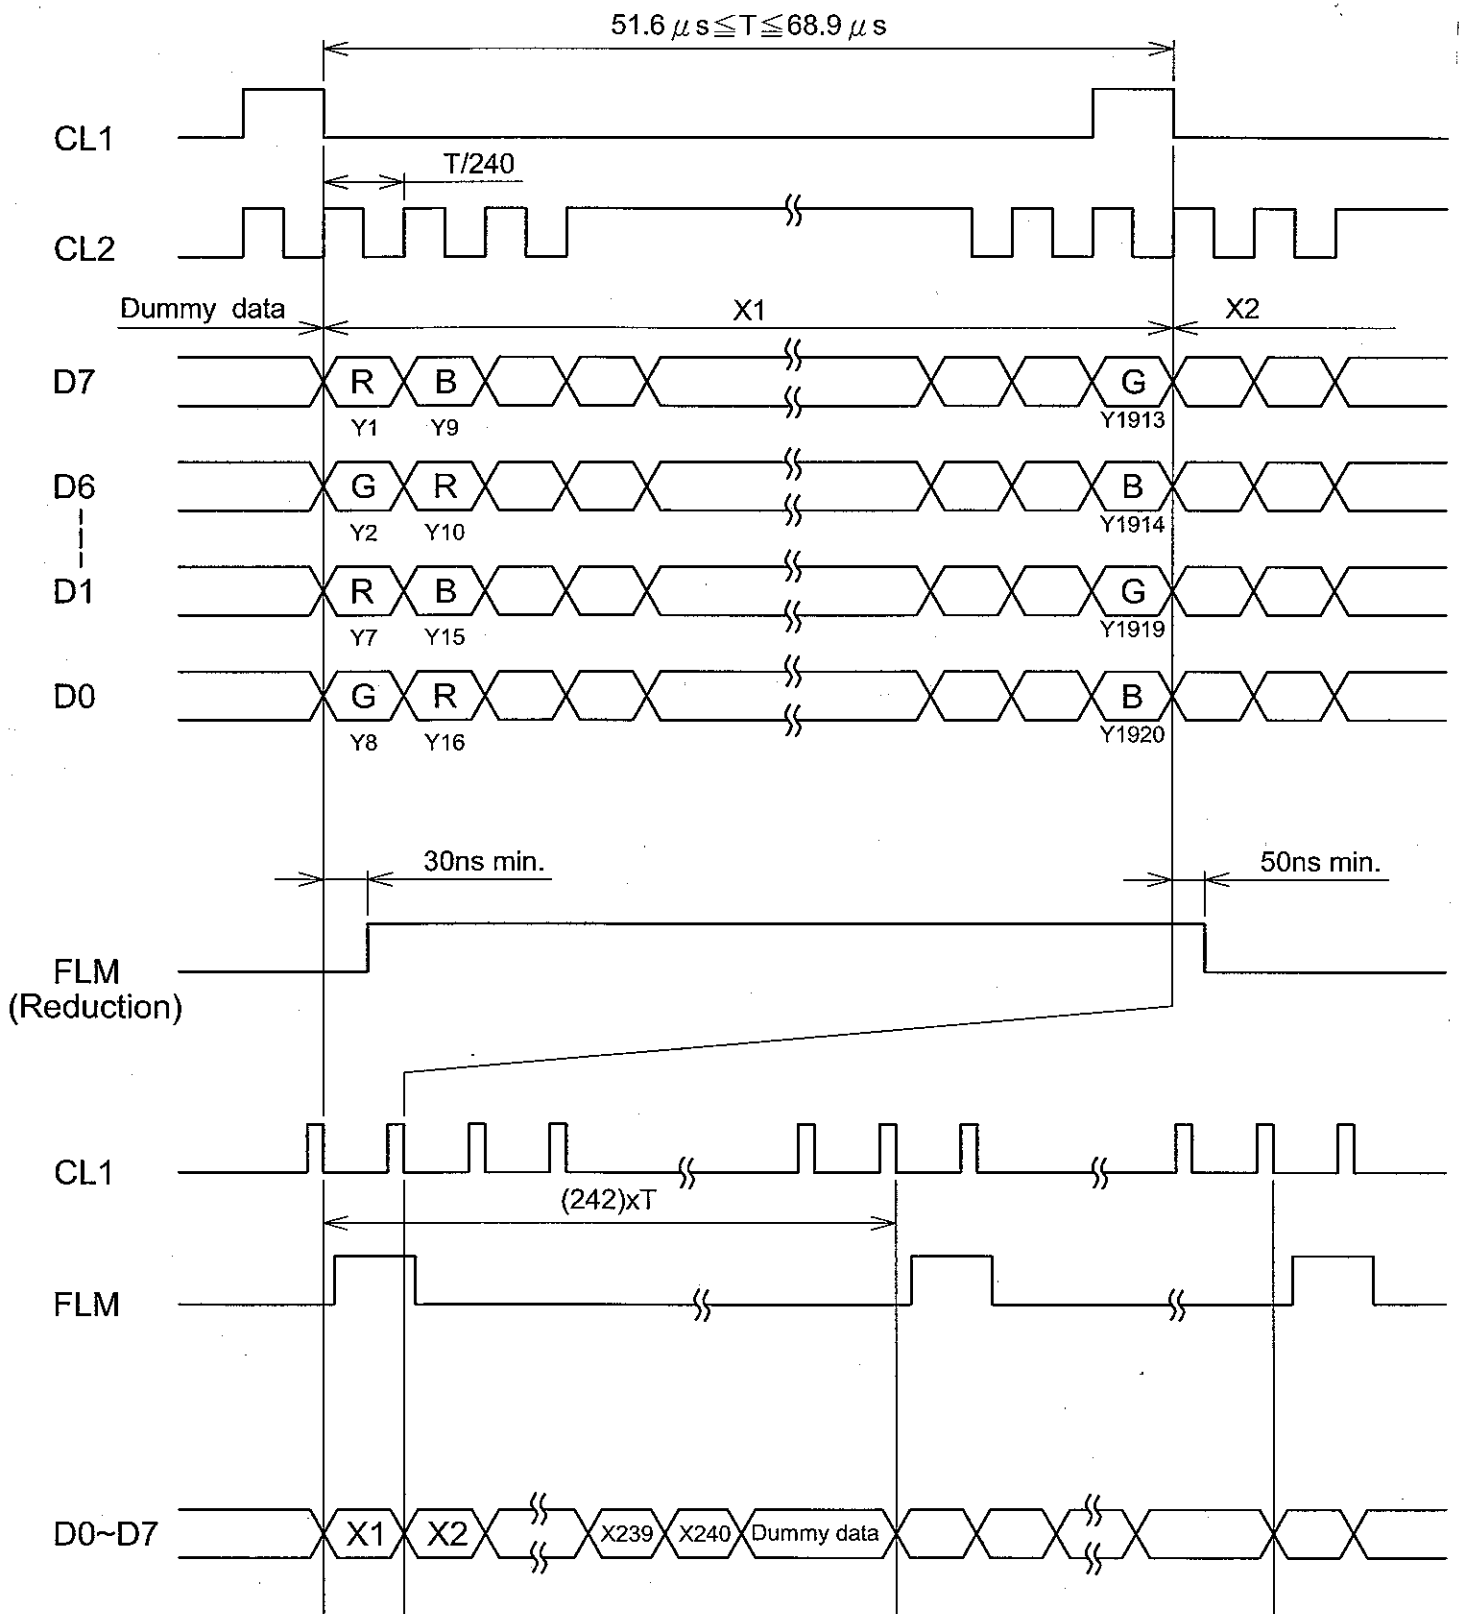 51.6 μs≦T≦68.9 μs
CL1
T/240
CL2
Dummy data
X1
X2
D7
R
B
G
Y1
Y9
Y1913
D6
G
R
B
Y2
Y10
Y1914
D1
R
B
G
Y7
Y15
Y1919
D0
G
R
B
Y8
Y16
Y1920
30ns min.
50ns min.
FLM
(Reduction)
CL1
(242)xT
FLM
D0~D7
X1
X2
X239
X240
Dummy data